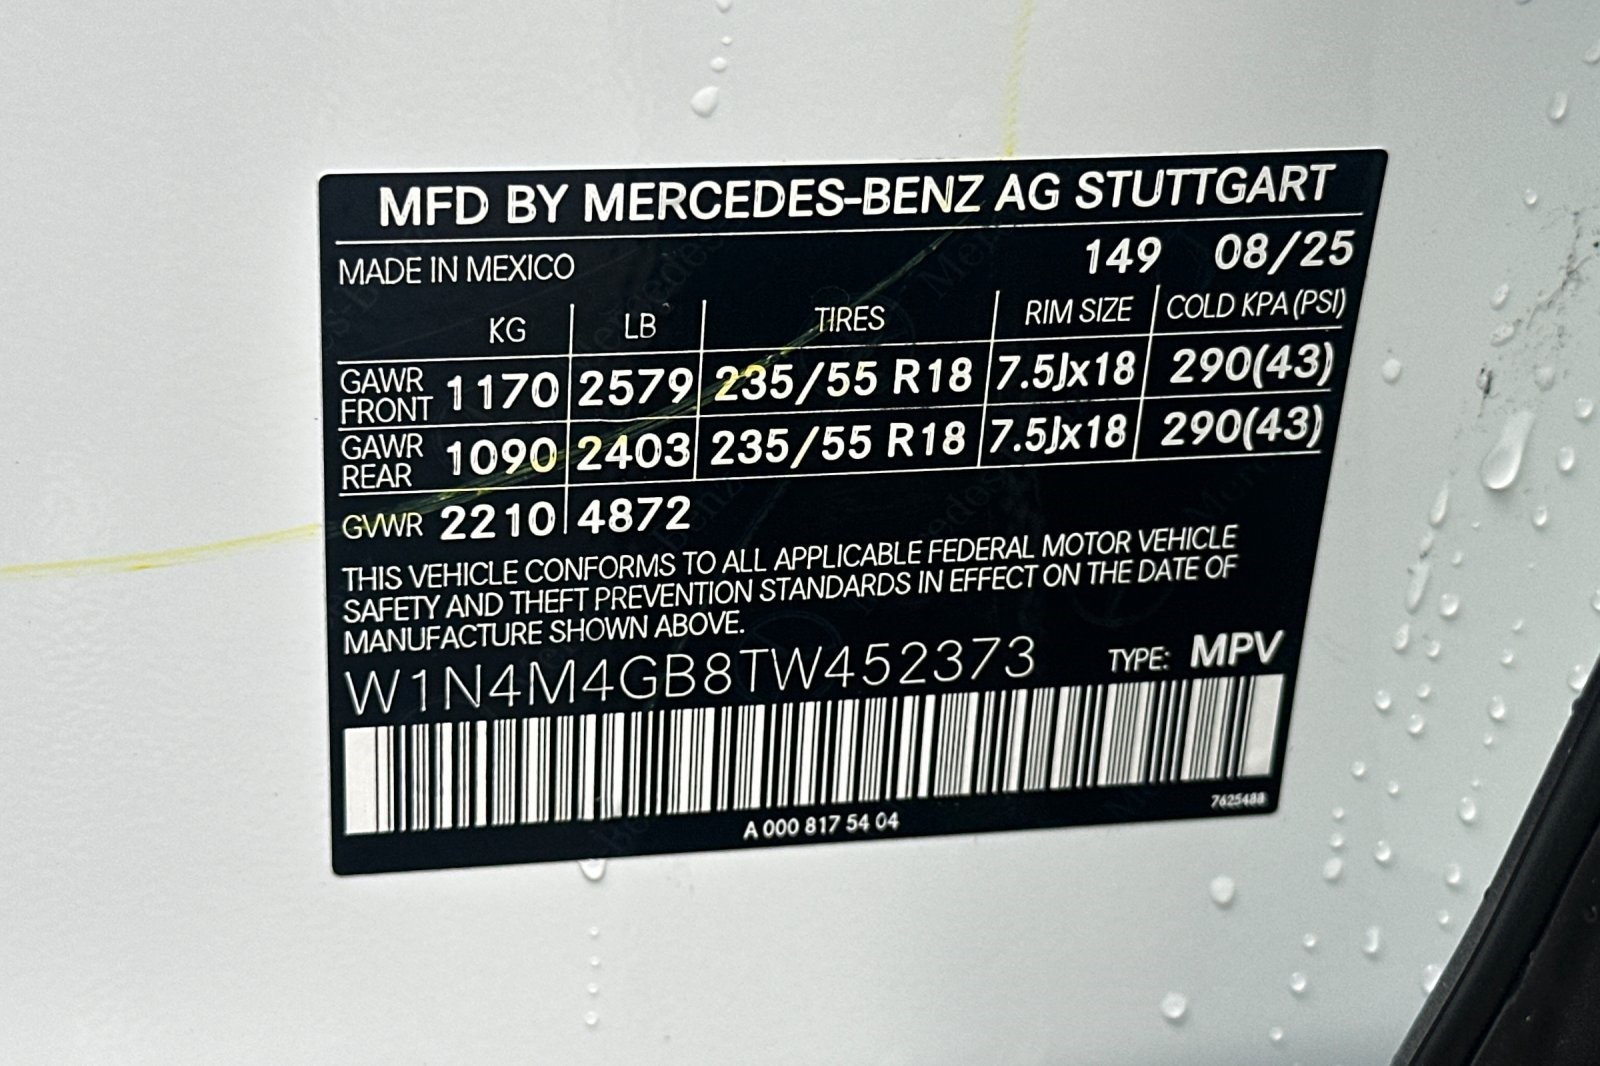 MFD BY MERCEDES-BENZ AG STUTTGART
MADE IN MEXICO 149 08/25
KG LB TIRES RIM SIZE COLD KPA (PSI)
GAWR FRONT 1170 2579 235/55 R18 7.5Jx18 290(43)
GAWR REAR 1090 2403 235/55 R18 7.5Jx18 290(43)
GVWR 2210 4872
THIS VEHICLE CONFORMS TO ALL APPLICABLE FEDERAL MOTOR VEHICLE
SAFETY AND THEFT PREVENTION STANDARDS IN EFFECT ON THE DATE OF
MANUFACTURE SHOWN ABOVE.
W1N4M4GB8TW452373 TYPE: MPV
A 000 817 54 04
7625488